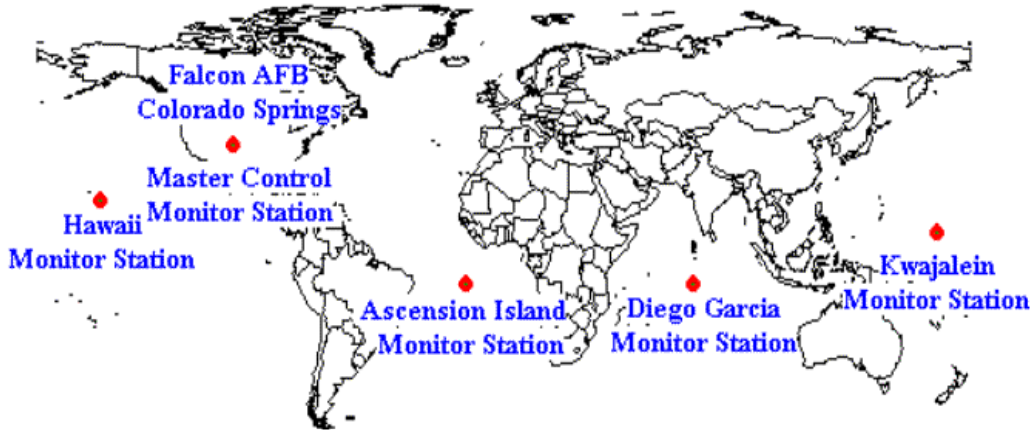 Falcon AFB
Colorado Springs
Master Control
Monitor Station
Hawaii
Monitor Station
Ascension Island
Monitor Station
Diego Garcia
Monitor Station
Kwajalein
Monitor Station